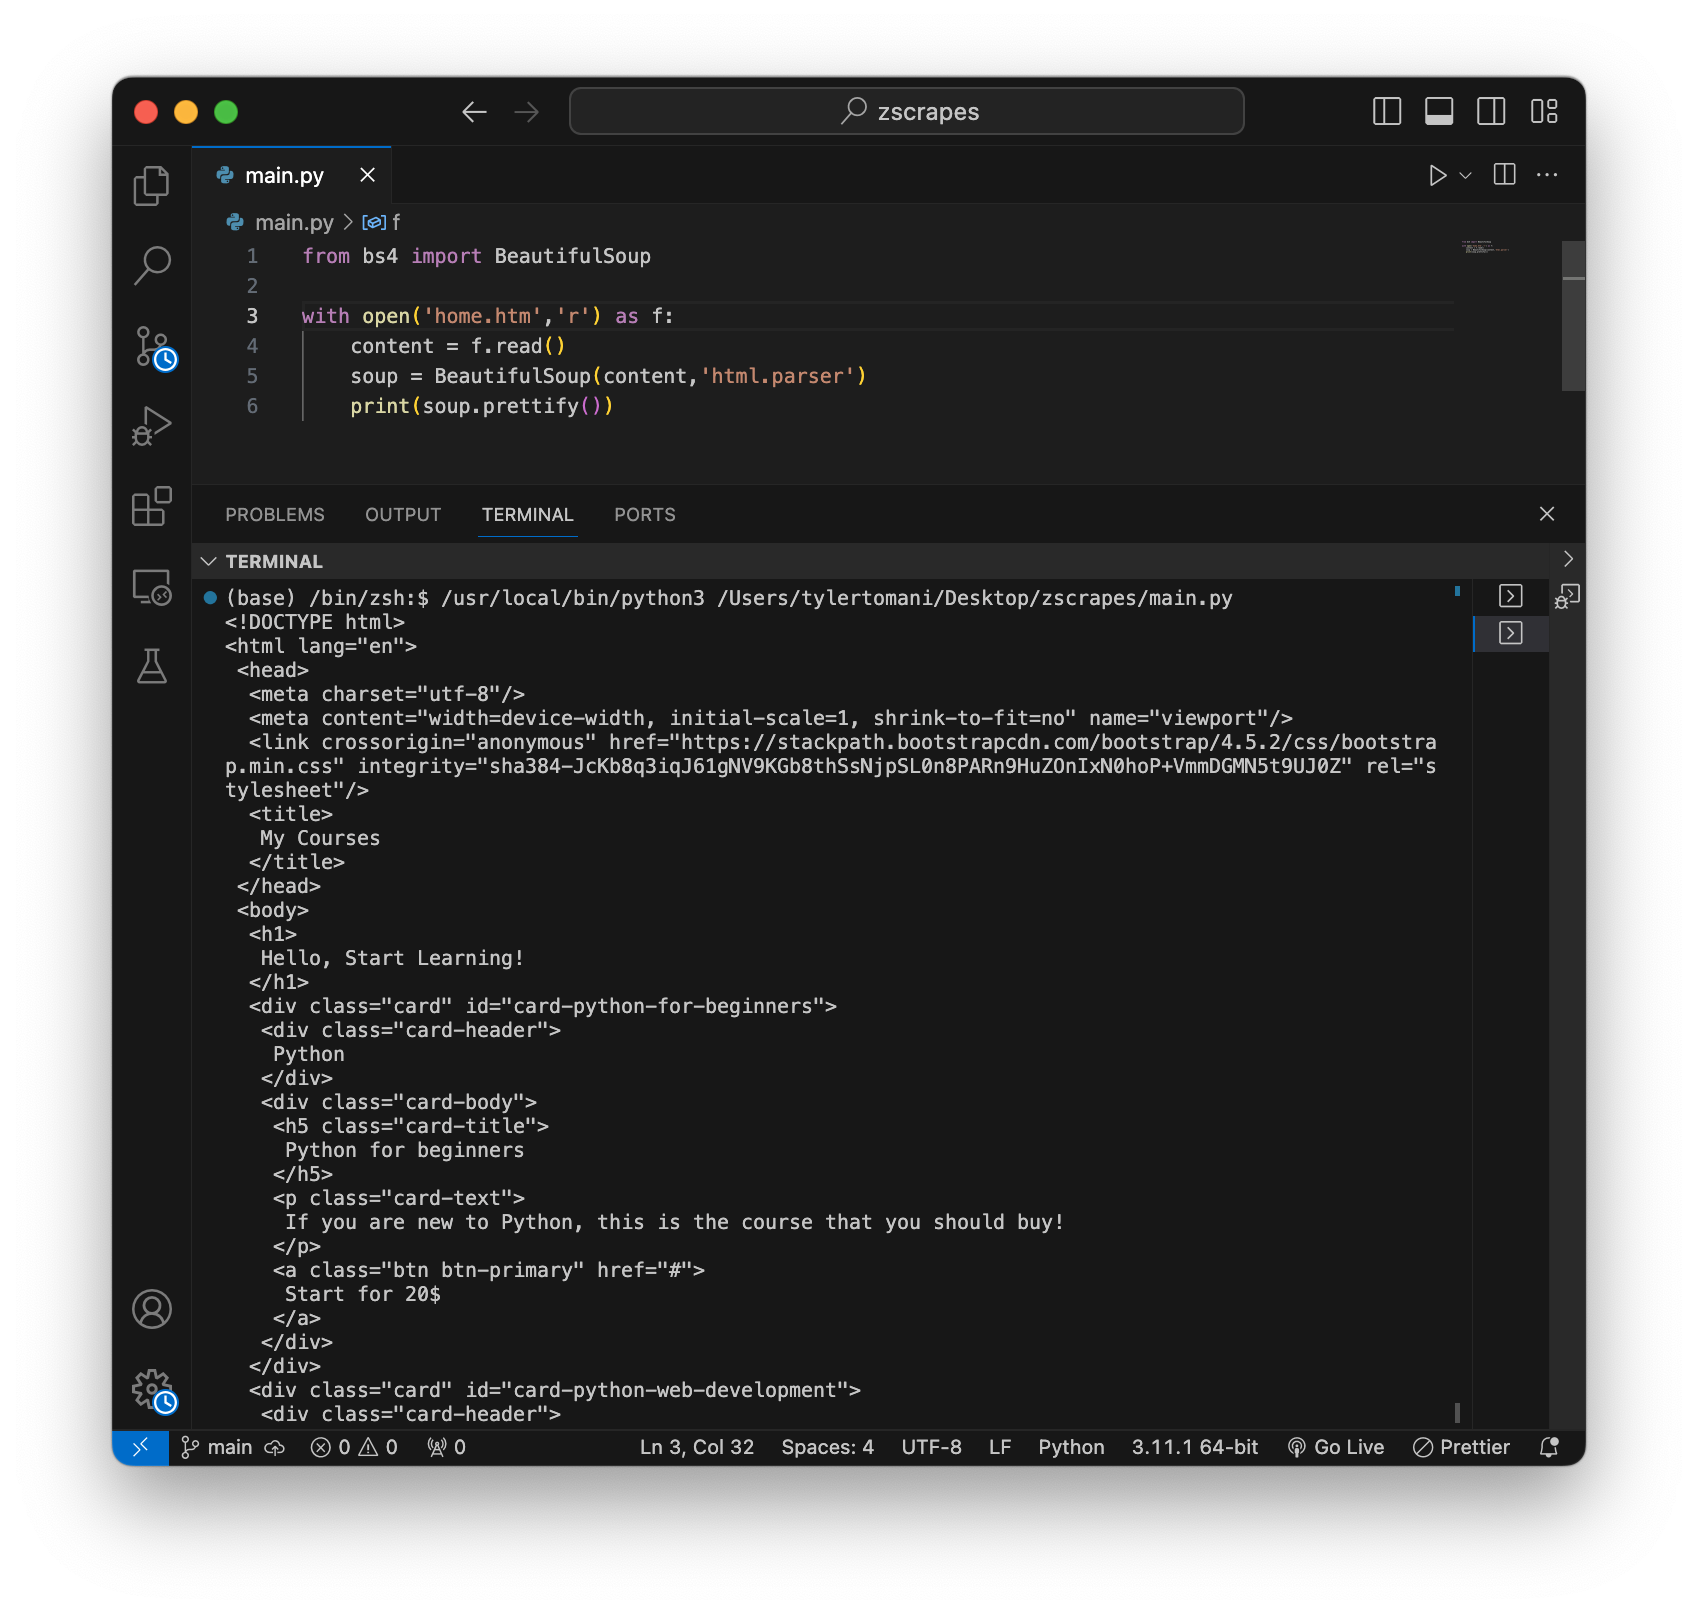 zscrapes
main.py
main.py > f
1 from bs4 import BeautifulSoup
2
3 with open('home.htm','r') as f:
4 content = f.read()
5 soup = BeautifulSoup(content,'html.parser')
6 print(soup.prettify())
PROBLEMS OUTPUT TERMINAL PORTS
TERMINAL
(base) /bin/zsh:$ /usr/local/bin/python3 /Users/tylertomani/Desktop/zscrapes/main.py
<!DOCTYPE html>
<html lang="en">
<head>
<meta charset="utf-8"/>
<meta content="width=device-width, initial-scale=1, shrink-to-fit=no" name="viewport"/>
<link crossorigin="anonymous" href="https://stackpath.bootstrapcdn.com/bootstrap/4.5.2/css/bootstra
p.min.css" integrity="sha384-JcKb8q3iqJ61gNV9KGb8thSsNjpSL0n8PARn9HuZOnIxN0hoP+VmmDGMN5t9UJ0Z" rel="s
tylesheet"/>
<title>
My Courses
</title>
</head>
<body>
<h1>
Hello, Start Learning!
</h1>
<div class="card" id="card-python-for-beginners">
<div class="card-header">
Python
</div>
<div class="card-body">
<h5 class="card-title">
Python for beginners
</h5>
<p class="card-text">
If you are new to Python, this is the course that you should buy!
</p>
<a class="btn btn-primary" href="#">
Start for 20$
</a>
</div>
</div>
<div class="card" id="card-python-web-development">
<div class="card-header">
main 0 0 0 Ln 3, Col 32 Spaces: 4 UTF-8 LF Python 3.11.1 64-bit Go Live Prettier